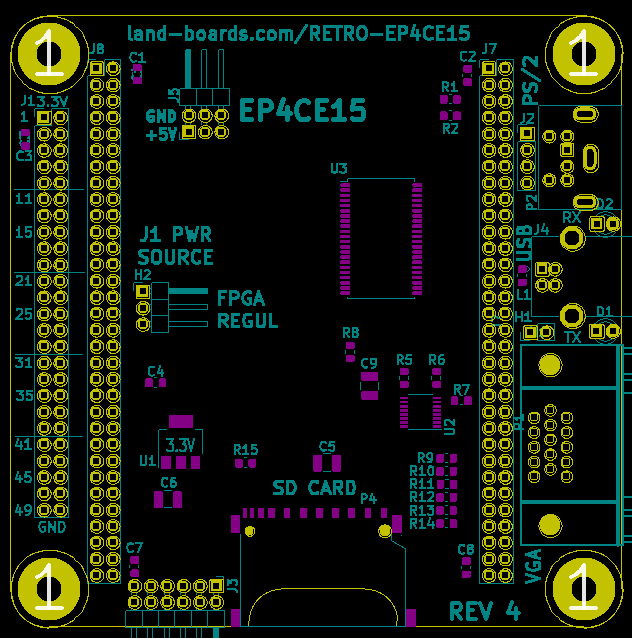 land-boards.com/RETRO-EP4CE15
J8
C1
C2
J7
PS/2
1
1
J1
3.3V
1
J5
GND
+5V
EP4CE15
R1
R2
J2
C3
U3
P2
D2
RX
11
15
J1 PWR
SOURCE
J4
USB
H2
FPGA
REGUL
L1
21
25
H1
TX
D1
31
35
R8
C9
R5
R6
R7
C4
U2
P1
41
45
49
GND
U1
3.3V
R15
C5
C6
SD CARD
P4
R9
R10
R11
R12
R13
R14
C7
C8
VGA
J3
1
1
REV 4